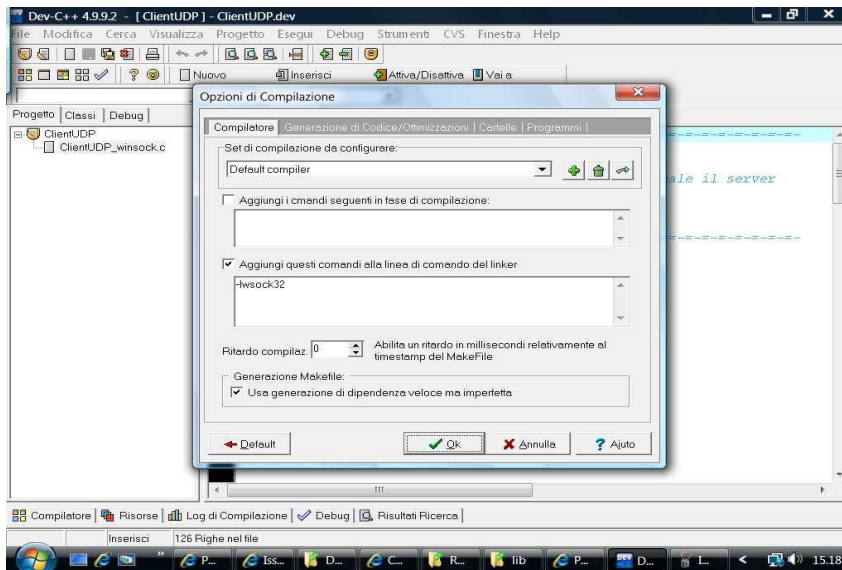 Dev-C++ 4.9.9.2 - [ ClientUDP ] - ClientUDP.dev
File Modifica Cerca Visualizza Progetto Esegui Debug Strumenti CVS Finestra Help
Nuovo Inserisci Attiva/Disattiva Vai a
Progetto Classi Debug
ClientUDP
ClientUDP_winsock.c
Opzioni di Compilazione
Compilatore Generazione di Codice/Ottimizzazioni Cartelle Programmi
Set di compilazione da configurare:
Default compiler
Aggiungi i cmandi seguenti in fase di compilazione:
Aggiungi questi comandi alla linea di comando del linker
-lwsock32
Ritardo compilaz. 0
Abilita un ritardo in millisecondi relativamente al
timestamp del MakeFile
Generazione Makefile:
Usa generazione di dipendenza veloce ma imperfetta
Default Ok Annulla Aiuto
=-=-=-=-=-=-=-=-
ale il server
=-=-=-=-=-=-=-=-
Compilatore Risorse Log di Compilazione Debug Risultati Ricerca
Inserisci 126 Righe nel file
P... Iss... D... C... R... lib P... D... L... 15.18